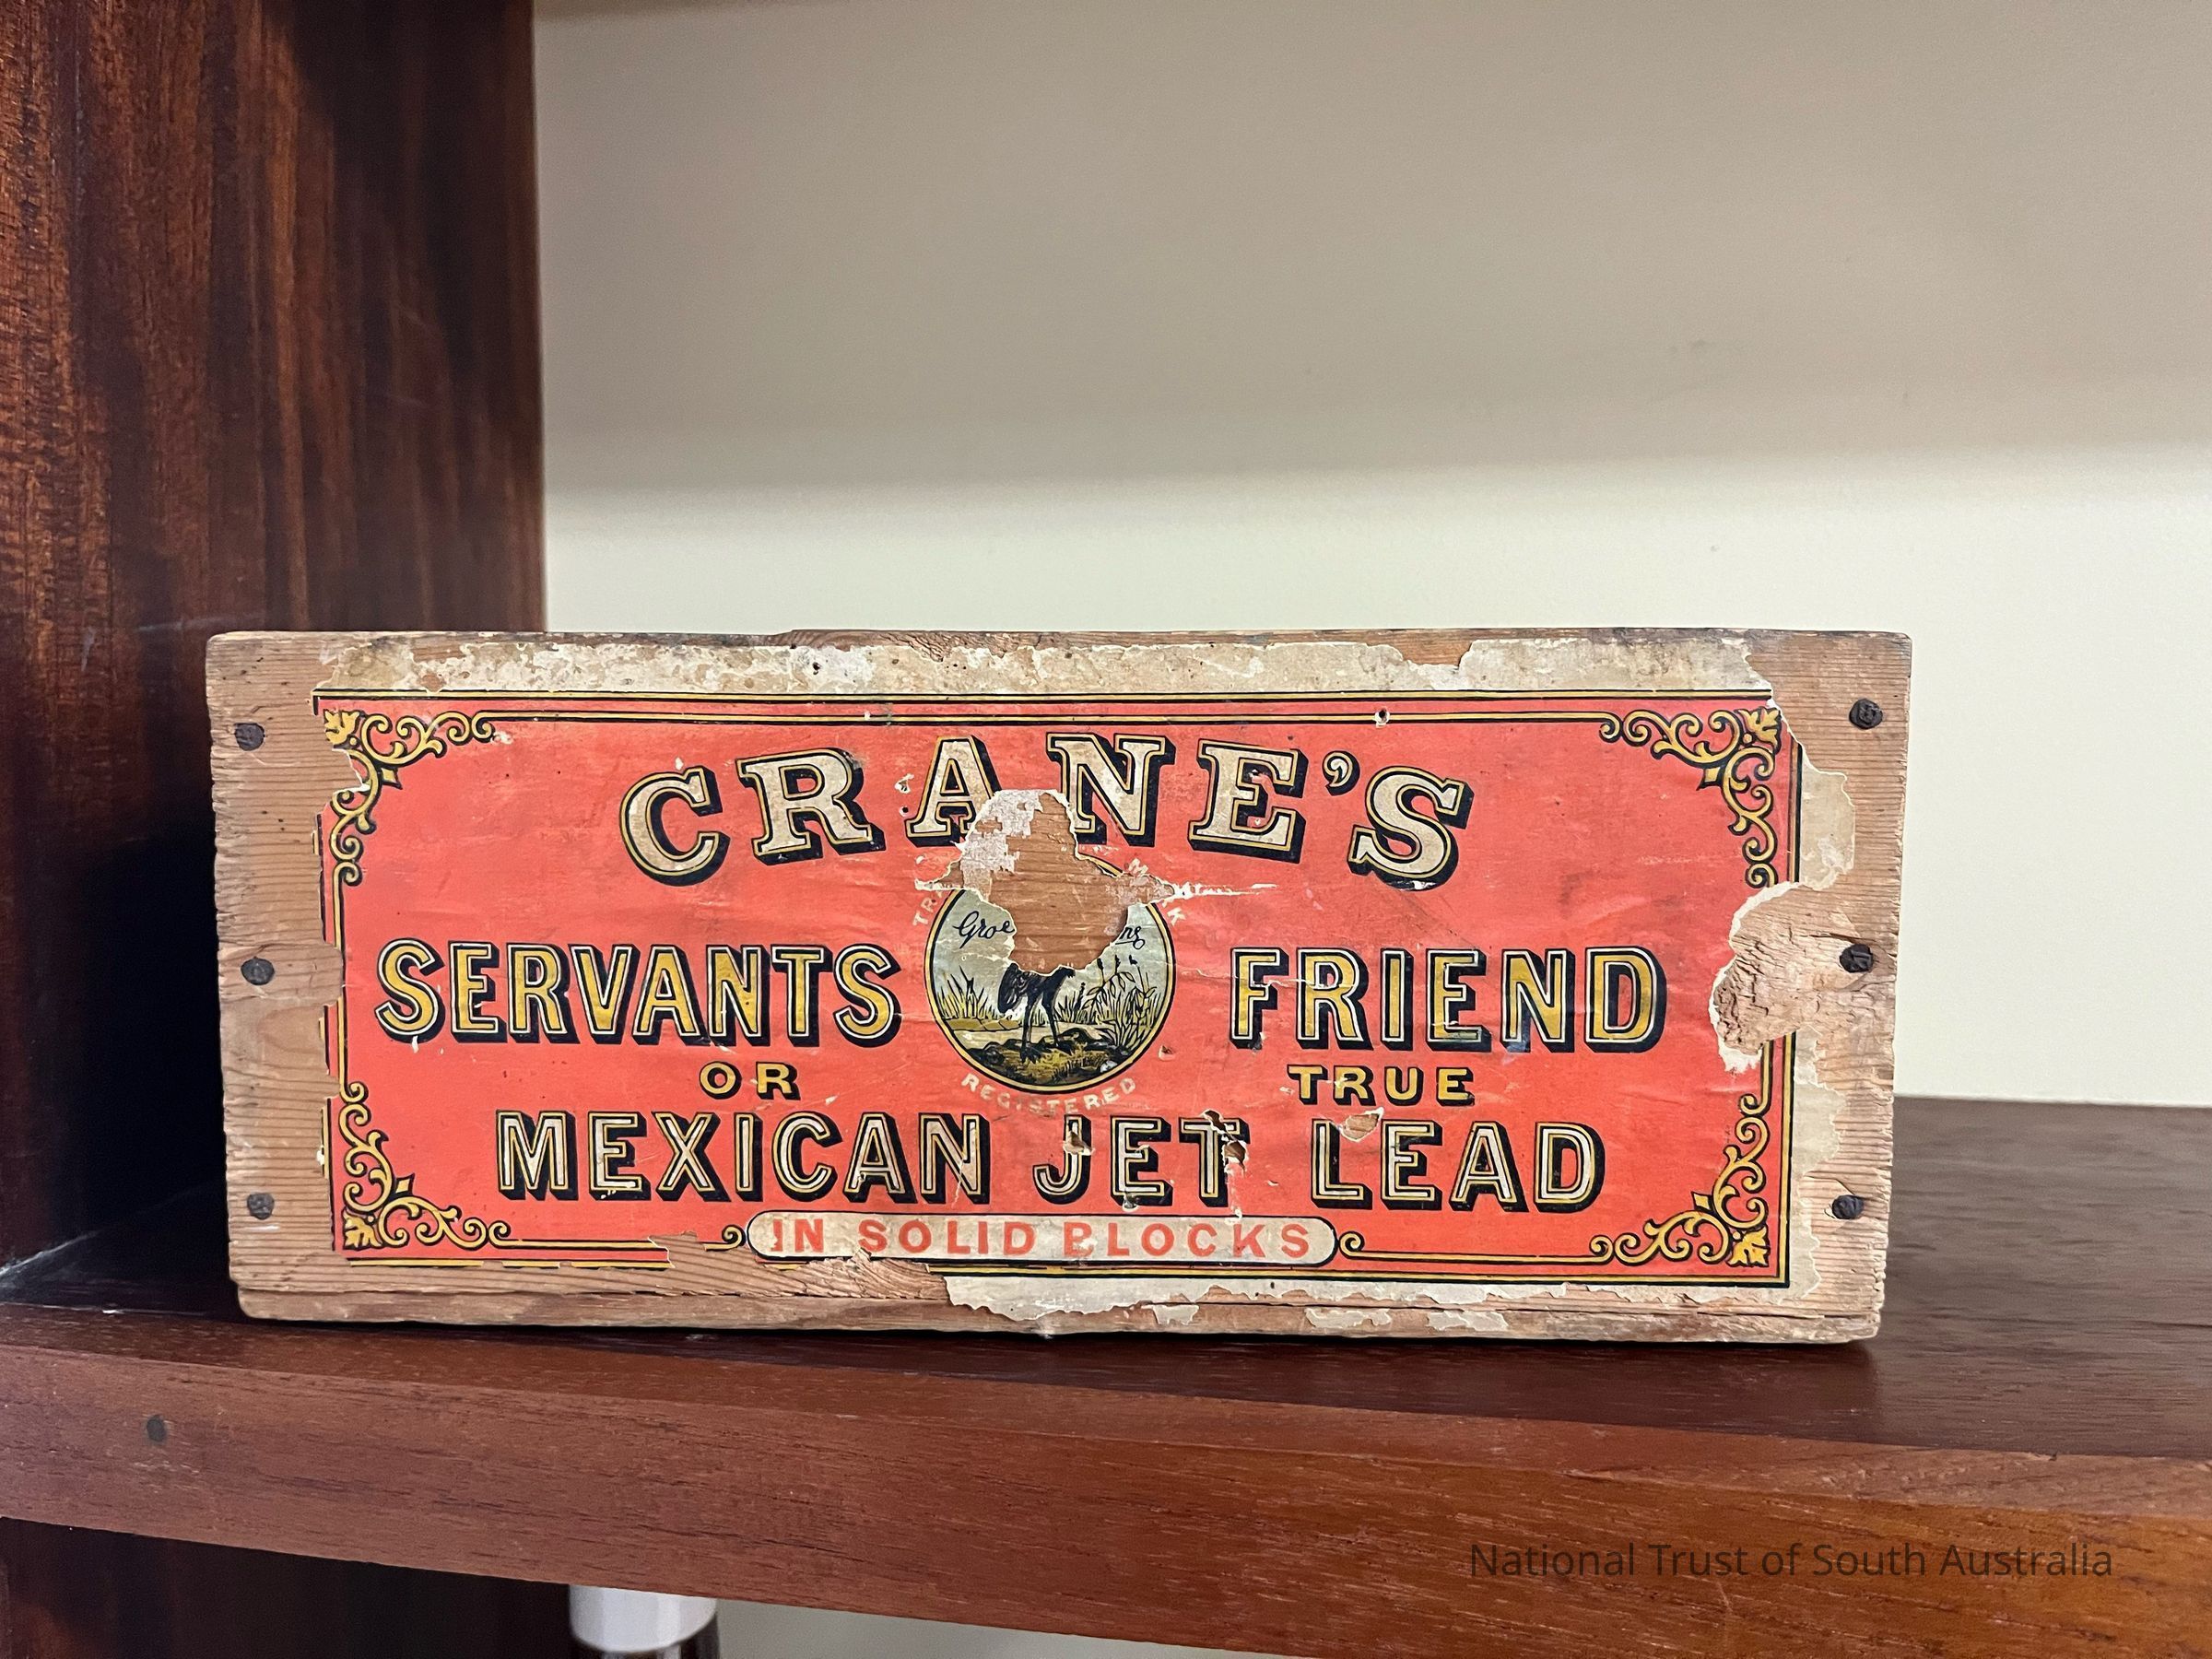 CRANE'S
SERVANTS FRIEND
OR TRUE
REGISTERED
MEXICAN JET LEAD
IN SOLID BLOCKS
National Trust of South Australia